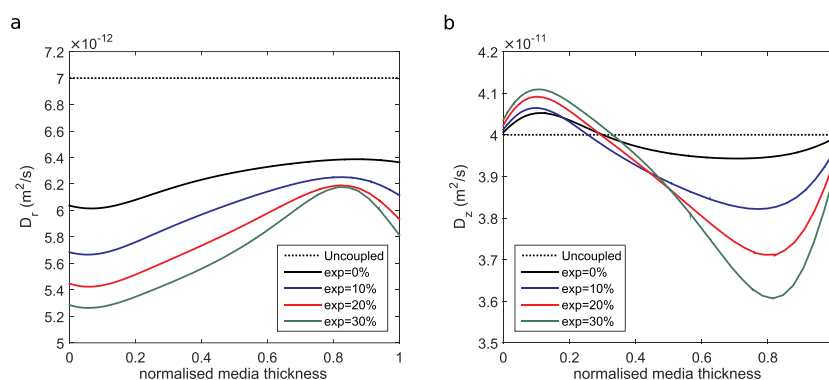 a
×10⁻¹²
7.2
7
6.8
6.6
6.4
6.2
6
5.8
5.6
5.4
5.2
5
D_r (m²/s)
Uncoupled
exp=0%
exp=10%
exp=20%
exp=30%
0 0.2 0.4 0.6 0.8 1
normalised media thickness
b
×10⁻¹¹
4.2
4.1
4
3.9
3.8
3.7
3.6
3.5
D_z (m²/s)
Uncoupled
exp=0%
exp=10%
exp=20%
exp=30%
0 0.2 0.4 0.6 0.8
normalised media thickness